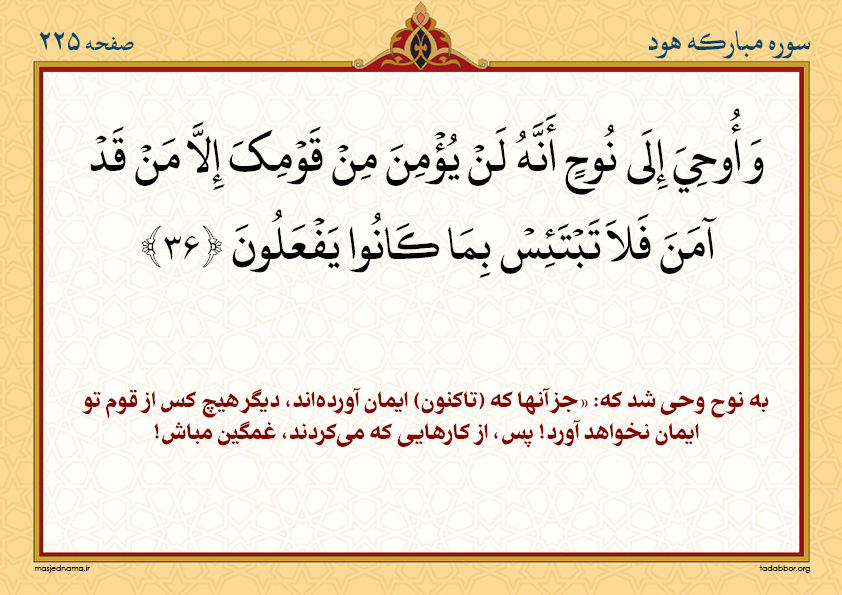 سوره مبارکه هود
صفحه ۲۲۵
وَ أُوحِيَ إِلَى نُوحٍ أَنَّهُ لَنْ يُؤْمِنَ مِنْ قَوْمِکَ إِلاَّ مَنْ قَدْ
آمَنَ فَلاَ تَبْتَئِسْ بِمَا کَانُوا يَفْعَلُونَ ﴿۳۶﴾
به نوح وحی شد که: «جز آنها که (تاکنون) ایمان آورده‌اند، دیگر هیچ کس از قوم تو
ایمان نخواهد آورد! پس، از کارهایی که می‌کردند، غمگین مباش!
masjednama.ir
tadabbor.org